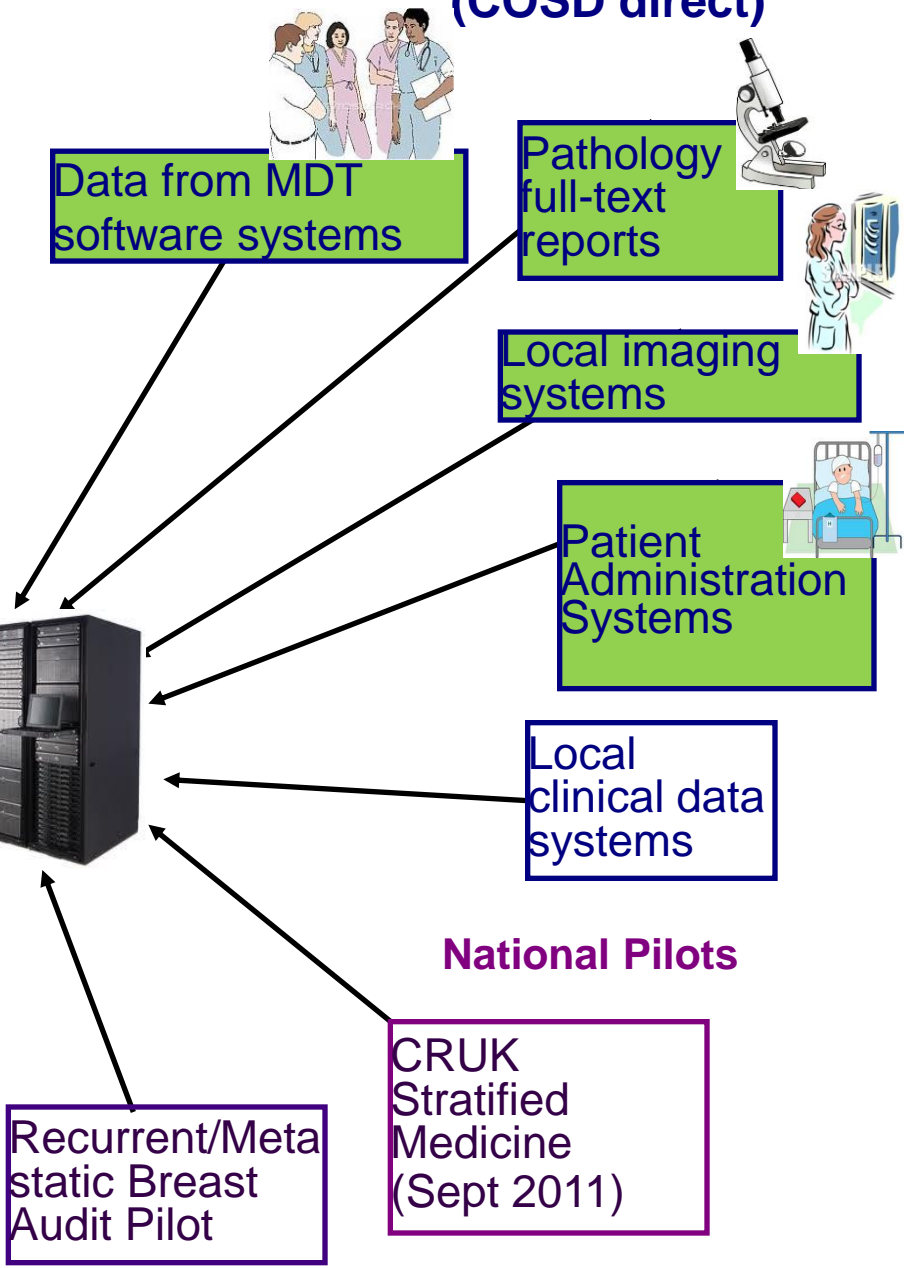 (COSD direct)
Data from MDT
software systems
Pathology
full-text
reports
Local imaging
systems
Patient
Administration
Systems
Local
clinical data
systems
National Pilots
CRUK
Stratified
Medicine
(Sept 2011)
Recurrent/Meta
static Breast
Audit Pilot